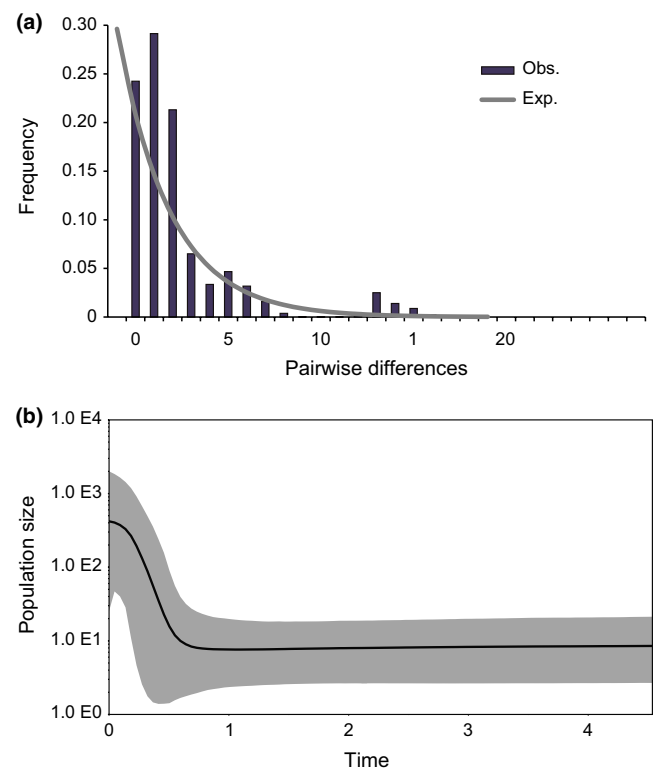 (a)
0.30
0.25
0.20
0.15
0.10
0.05
0
Frequency
Obs.
Exp.
0 5 10 1 20
Pairwise differences
(b)
1.0 E4
1.0 E3
1.0 E2
1.0 E1
1.0 E0
Population size
0 1 2 3 4
Time